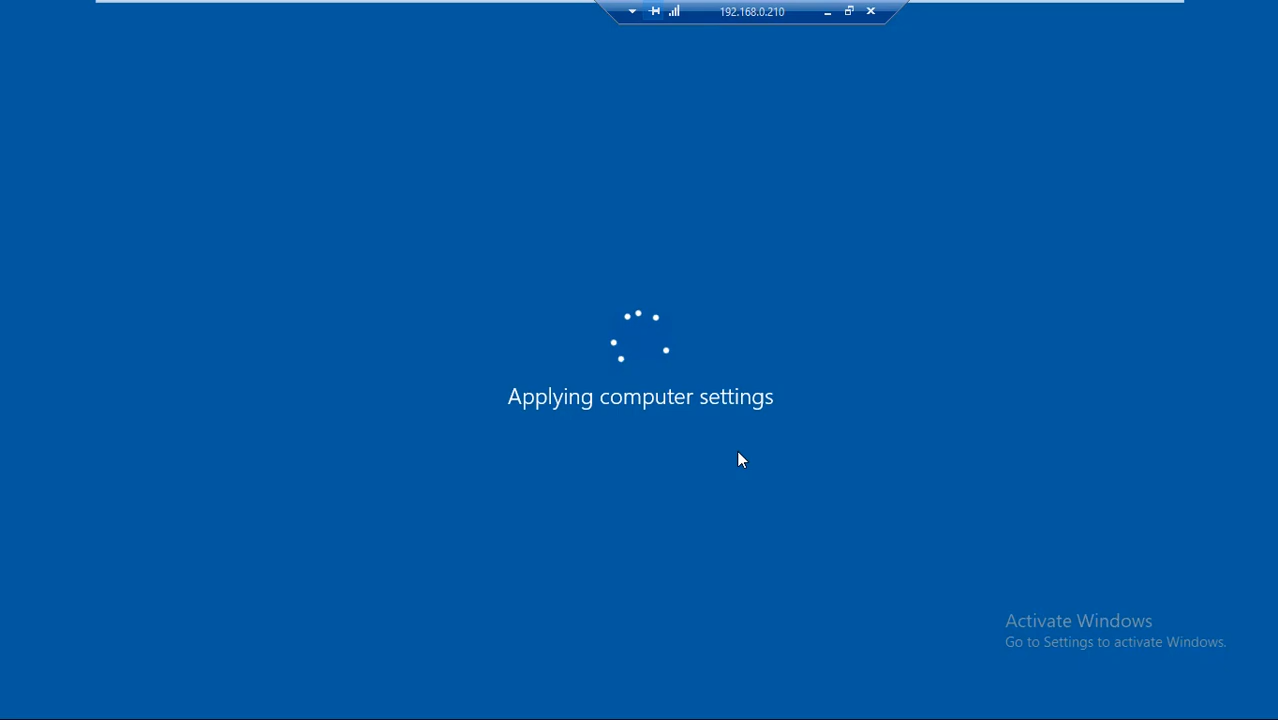 192.168.0.210
Applying computer settings
Activate Windows
Go to Settings to activate Windows.